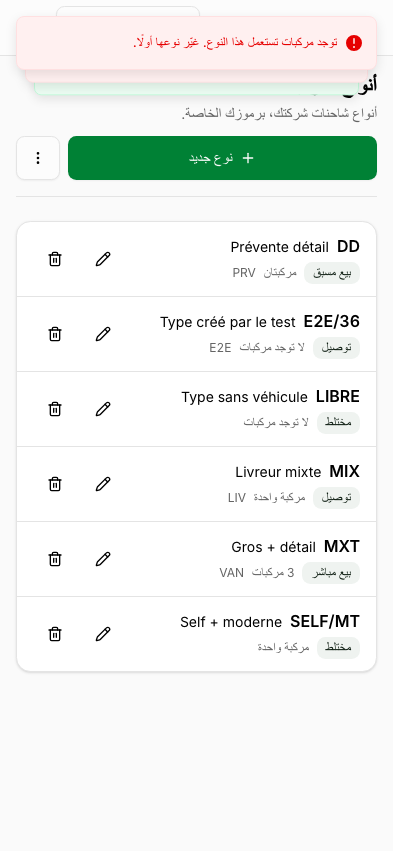 توجد مركبات تستعمل هذا النوع. غيّر نوعها أولًا.
أنواع شاحنات شركتك، برموزك الخاصة.
نوع جديد
DD Prévente détail
بيع مسبق مركبتان PRV
E2E/36 Type créé par le test
توصيل لا توجد مركبات E2E
LIBRE Type sans véhicule
مختلط لا توجد مركبات
MIX Livreur mixte
توصيل مركبة واحدة LIV
MXT Gros + détail
بيع مباشر 3 مركبات VAN
SELF/MT Self + moderne
مختلط مركبة واحدة